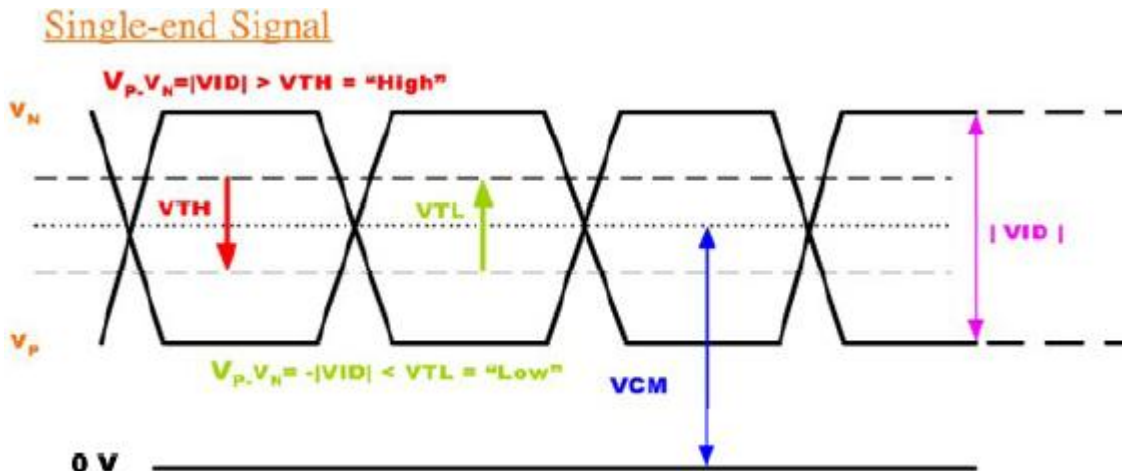 Single-end Signal
VP-VN=|VID| > VTH = “High”
VN
VTH
VTL
| VID |
VP
VP-VN= -|VID| < VTL = “Low”
VCM
0 V